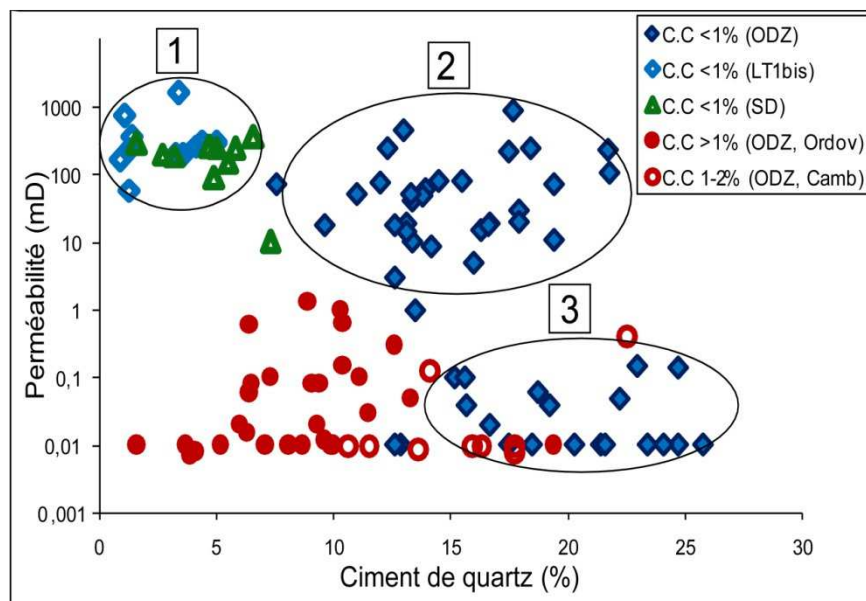 1
2
3
C.C <1% (ODZ)
C.C <1% (LT1bis)
C.C <1% (SD)
C.C >1% (ODZ, Ordov)
C.C 1-2% (ODZ, Camb)
Perméabilité (mD)
1000
100
10
1
0,1
0,01
0,001
0 5 10 15 20 25 30
Ciment de quartz (%)